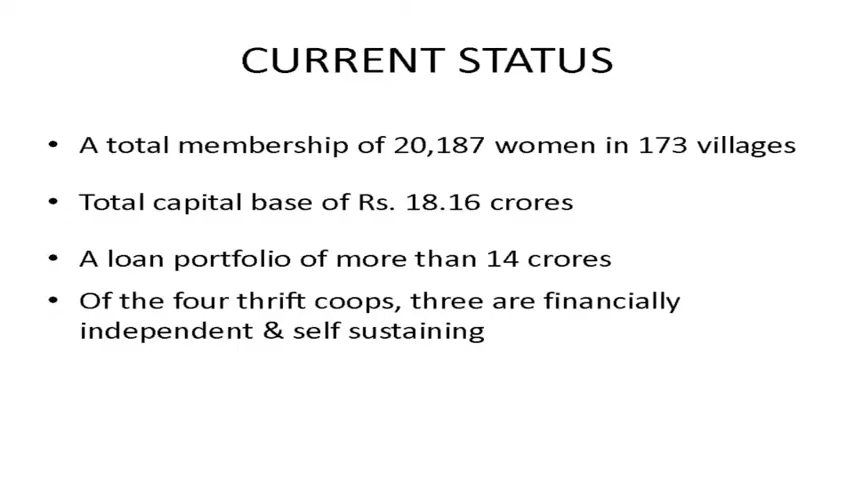 CURRENT STATUS
• A total membership of 20,187 women in 173 villages
• Total capital base of Rs. 18.16 crores
• A loan portfolio of more than 14 crores
• Of the four thrift coops, three are financially
independent & self sustaining